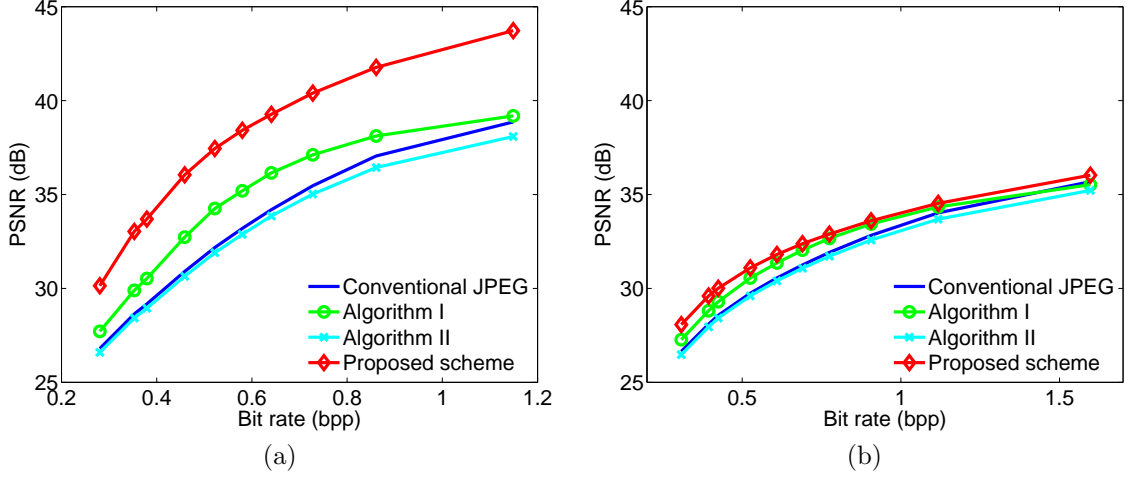 45
40
35
30
25
PSNR (dB)
0.2
0.4
0.6
0.8
1
1.2
Bit rate (bpp)
Conventional JPEG
Algorithm I
Algorithm II
Proposed scheme
(a)
45
40
35
30
25
PSNR (dB)
0.5
1
1.5
Bit rate (bpp)
Conventional JPEG
Algorithm I
Algorithm II
Proposed scheme
(b)